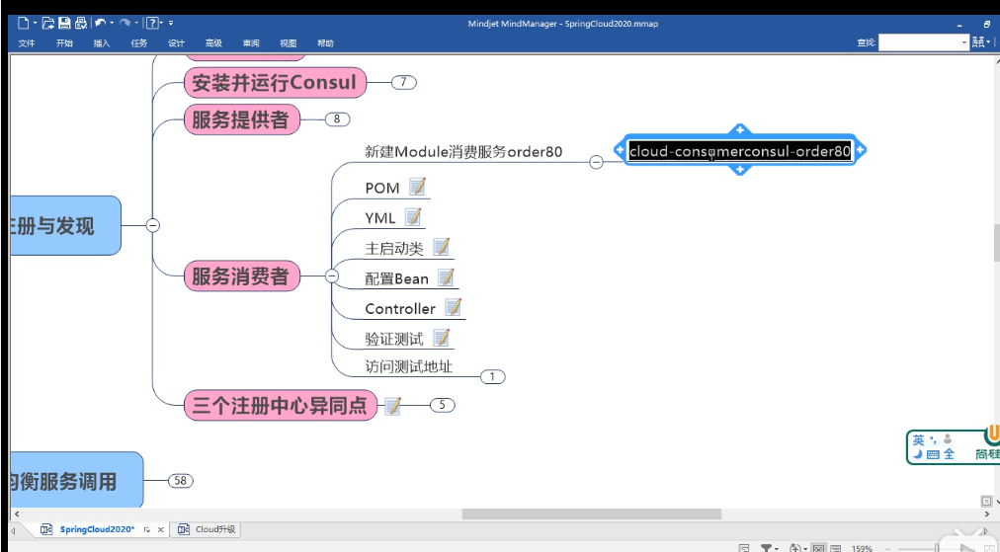 Mindjet MindManager - SpringCloud2020.mmap
文件 开始 插入 任务 设计 高级 审阅 视图 帮助
查找:
安装并运行Consul 7
服务提供者 8
新建Module消费服务order80
cloud-consumerconsul-order80
POM
YML
册与发现
主启动类
服务消费者
配置Bean
Controller
验证测试
访问测试地址 1
三个注册中心异同点 5
英
全
尚硅
衡服务调用 58
SpringCloud2020*
Cloud升级
159%